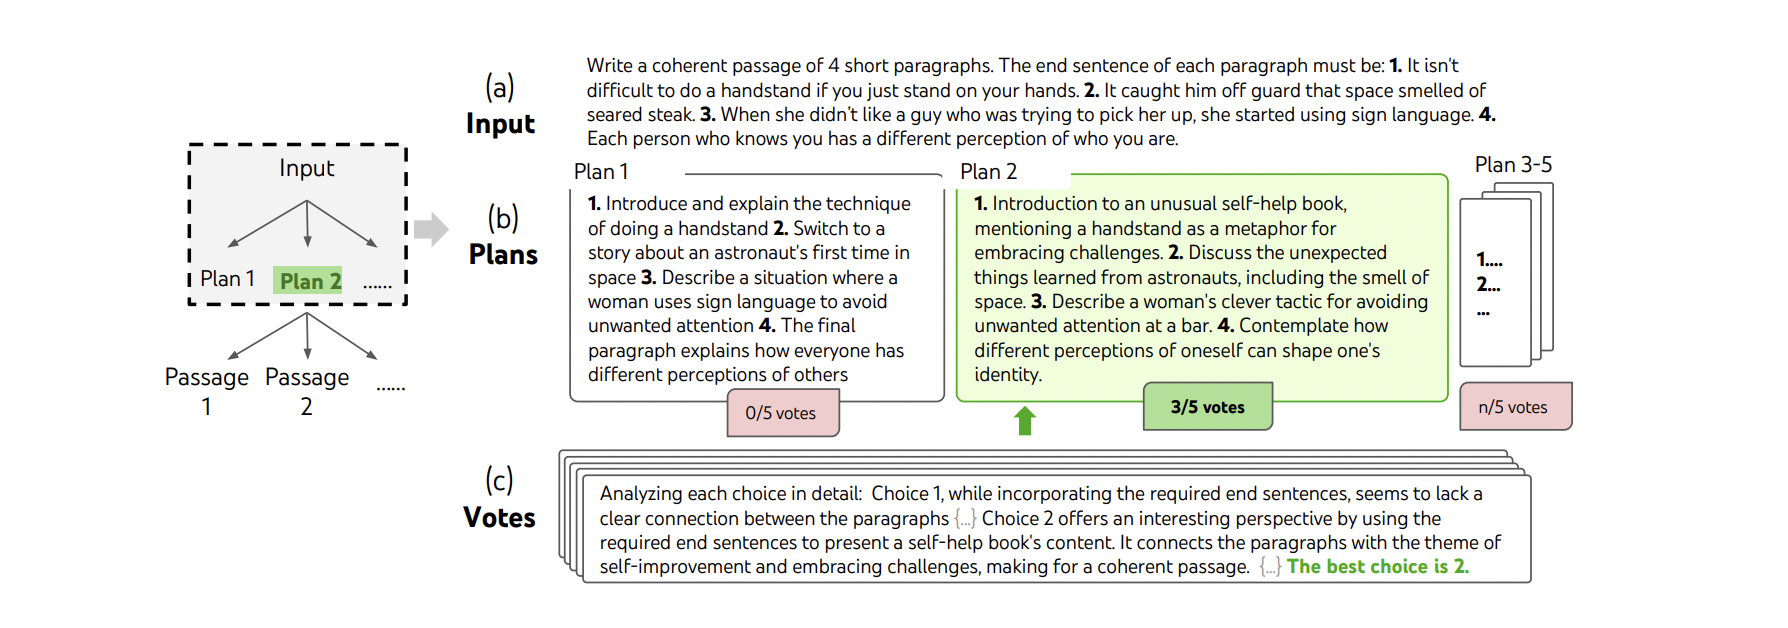 Input
Plan 1
Plan 2
......
Passage
1
Passage
2
......
(a)
Input
Write a coherent passage of 4 short paragraphs. The end sentence of each paragraph must be: 1. It isn't
difficult to do a handstand if you just stand on your hands. 2. It caught him off guard that space smelled of
seared steak. 3. When she didn't like a guy who was trying to pick her up, she started using sign language. 4.
Each person who knows you has a different perception of who you are.
(b)
Plans
Plan 1
1. Introduce and explain the technique
of doing a handstand 2. Switch to a
story about an astronaut's first time in
space 3. Describe a situation where a
woman uses sign language to avoid
unwanted attention 4. The final
paragraph explains how everyone has
different perceptions of others
0/5 votes
Plan 2
1. Introduction to an unusual self-help book,
mentioning a handstand as a metaphor for
embracing challenges. 2. Discuss the unexpected
things learned from astronauts, including the smell of
space. 3. Describe a woman's clever tactic for avoiding
unwanted attention at a bar. 4. Contemplate how
different perceptions of oneself can shape one's
identity.
3/5 votes
Plan 3-5
1....
2...
...
n/5 votes
(c)
Votes
Analyzing each choice in detail: Choice 1, while incorporating the required end sentences, seems to lack a
clear connection between the paragraphs {...} Choice 2 offers an interesting perspective by using the
required end sentences to present a self-help book's content. It connects the paragraphs with the theme of
self-improvement and embracing challenges, making for a coherent passage. {...} The best choice is 2.